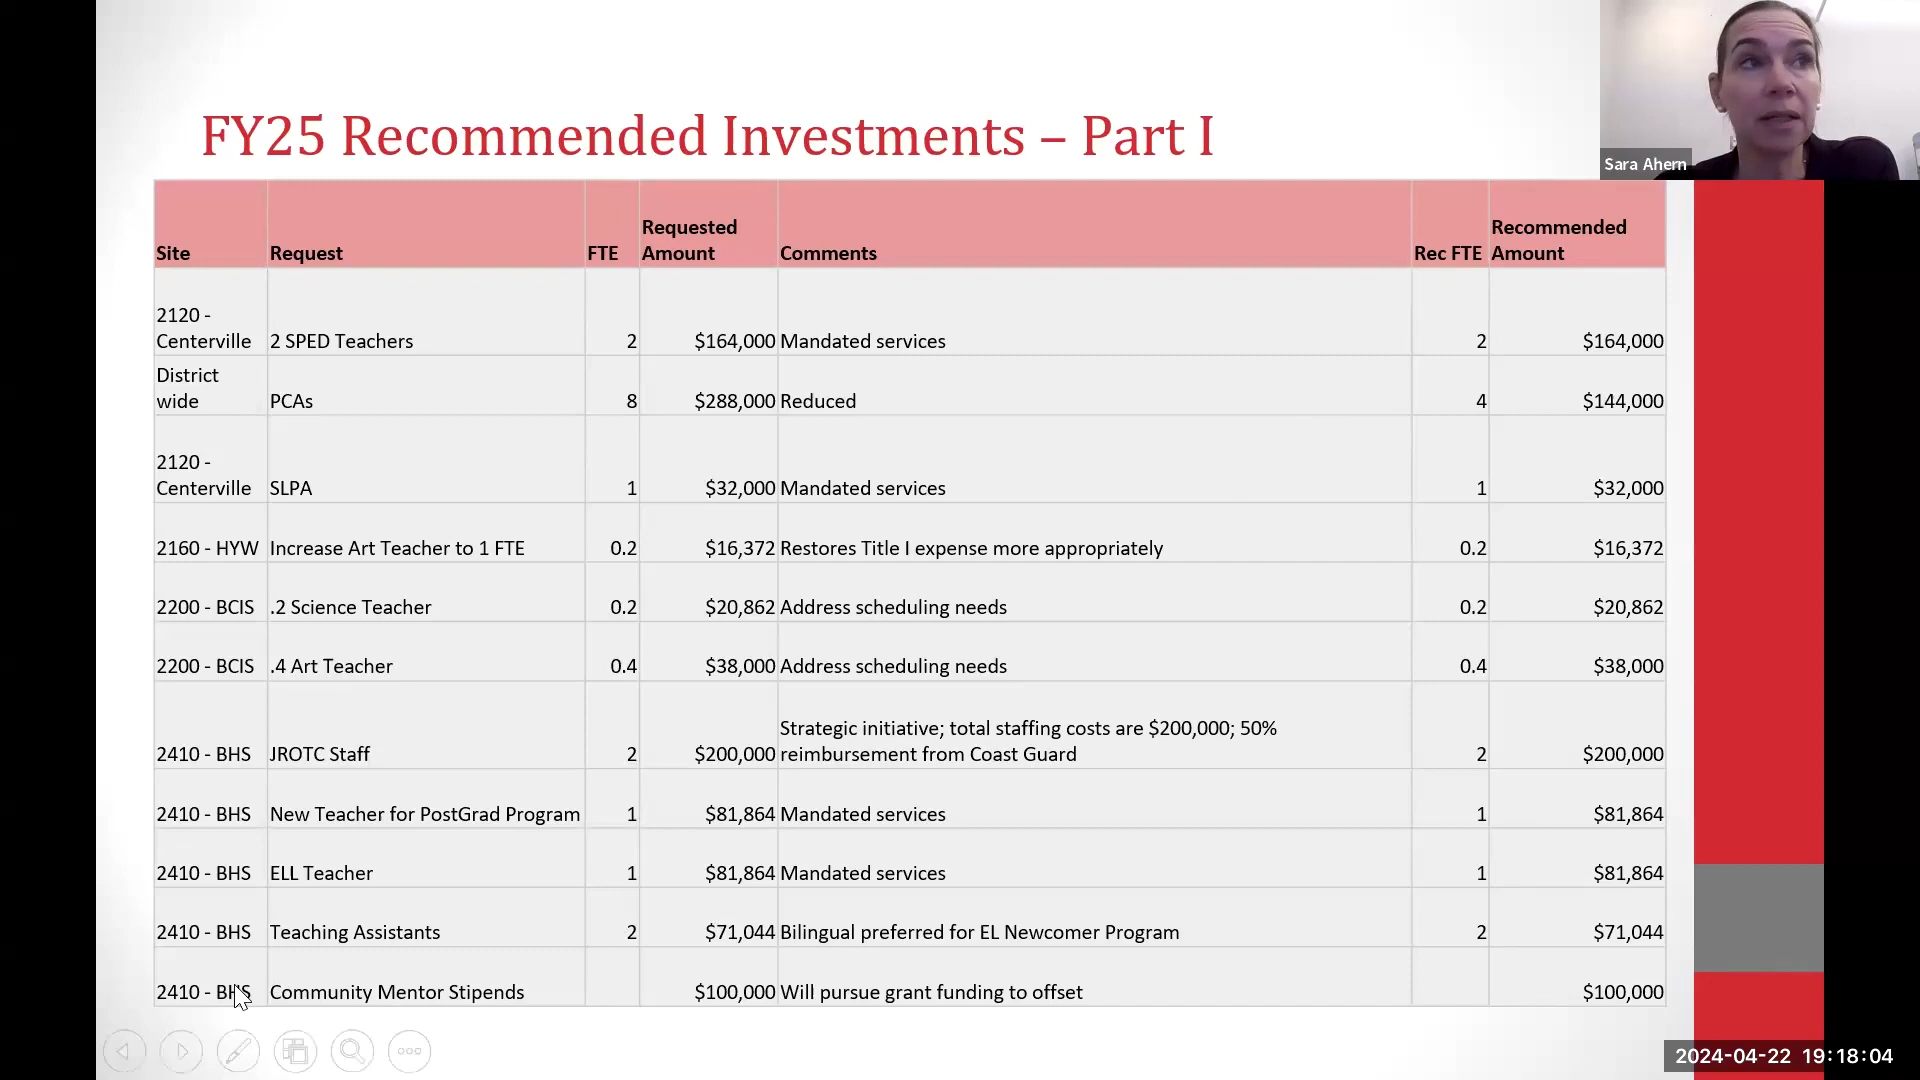 FY25 Recommended Investments – Part I
Sara Ahern
Site Request FTE Requested Amount Comments Rec FTE Recommended Amount
2120 - Centerville 2 SPED Teachers 2 $164,000 Mandated services 2 $164,000
District wide PCAs 8 $288,000 Reduced 4 $144,000
2120 - Centerville SLPA 1 $32,000 Mandated services 1 $32,000
2160 - HYW Increase Art Teacher to 1 FTE 0.2 $16,372 Restores Title I expense more appropriately 0.2 $16,372
2200 - BCIS .2 Science Teacher 0.2 $20,862 Address scheduling needs 0.2 $20,862
2200 - BCIS .4 Art Teacher 0.4 $38,000 Address scheduling needs 0.4 $38,000
2410 - BHS JROTC Staff 2 $200,000 Strategic initiative; total staffing costs are $200,000; 50% reimbursement from Coast Guard 2 $200,000
2410 - BHS New Teacher for PostGrad Program 1 $81,864 Mandated services 1 $81,864
2410 - BHS ELL Teacher 1 $81,864 Mandated services 1 $81,864
2410 - BHS Teaching Assistants 2 $71,044 Bilingual preferred for EL Newcomer Program 2 $71,044
2410 - BHS Community Mentor Stipends $100,000 Will pursue grant funding to offset $100,000
2024-04-22 19:18:04